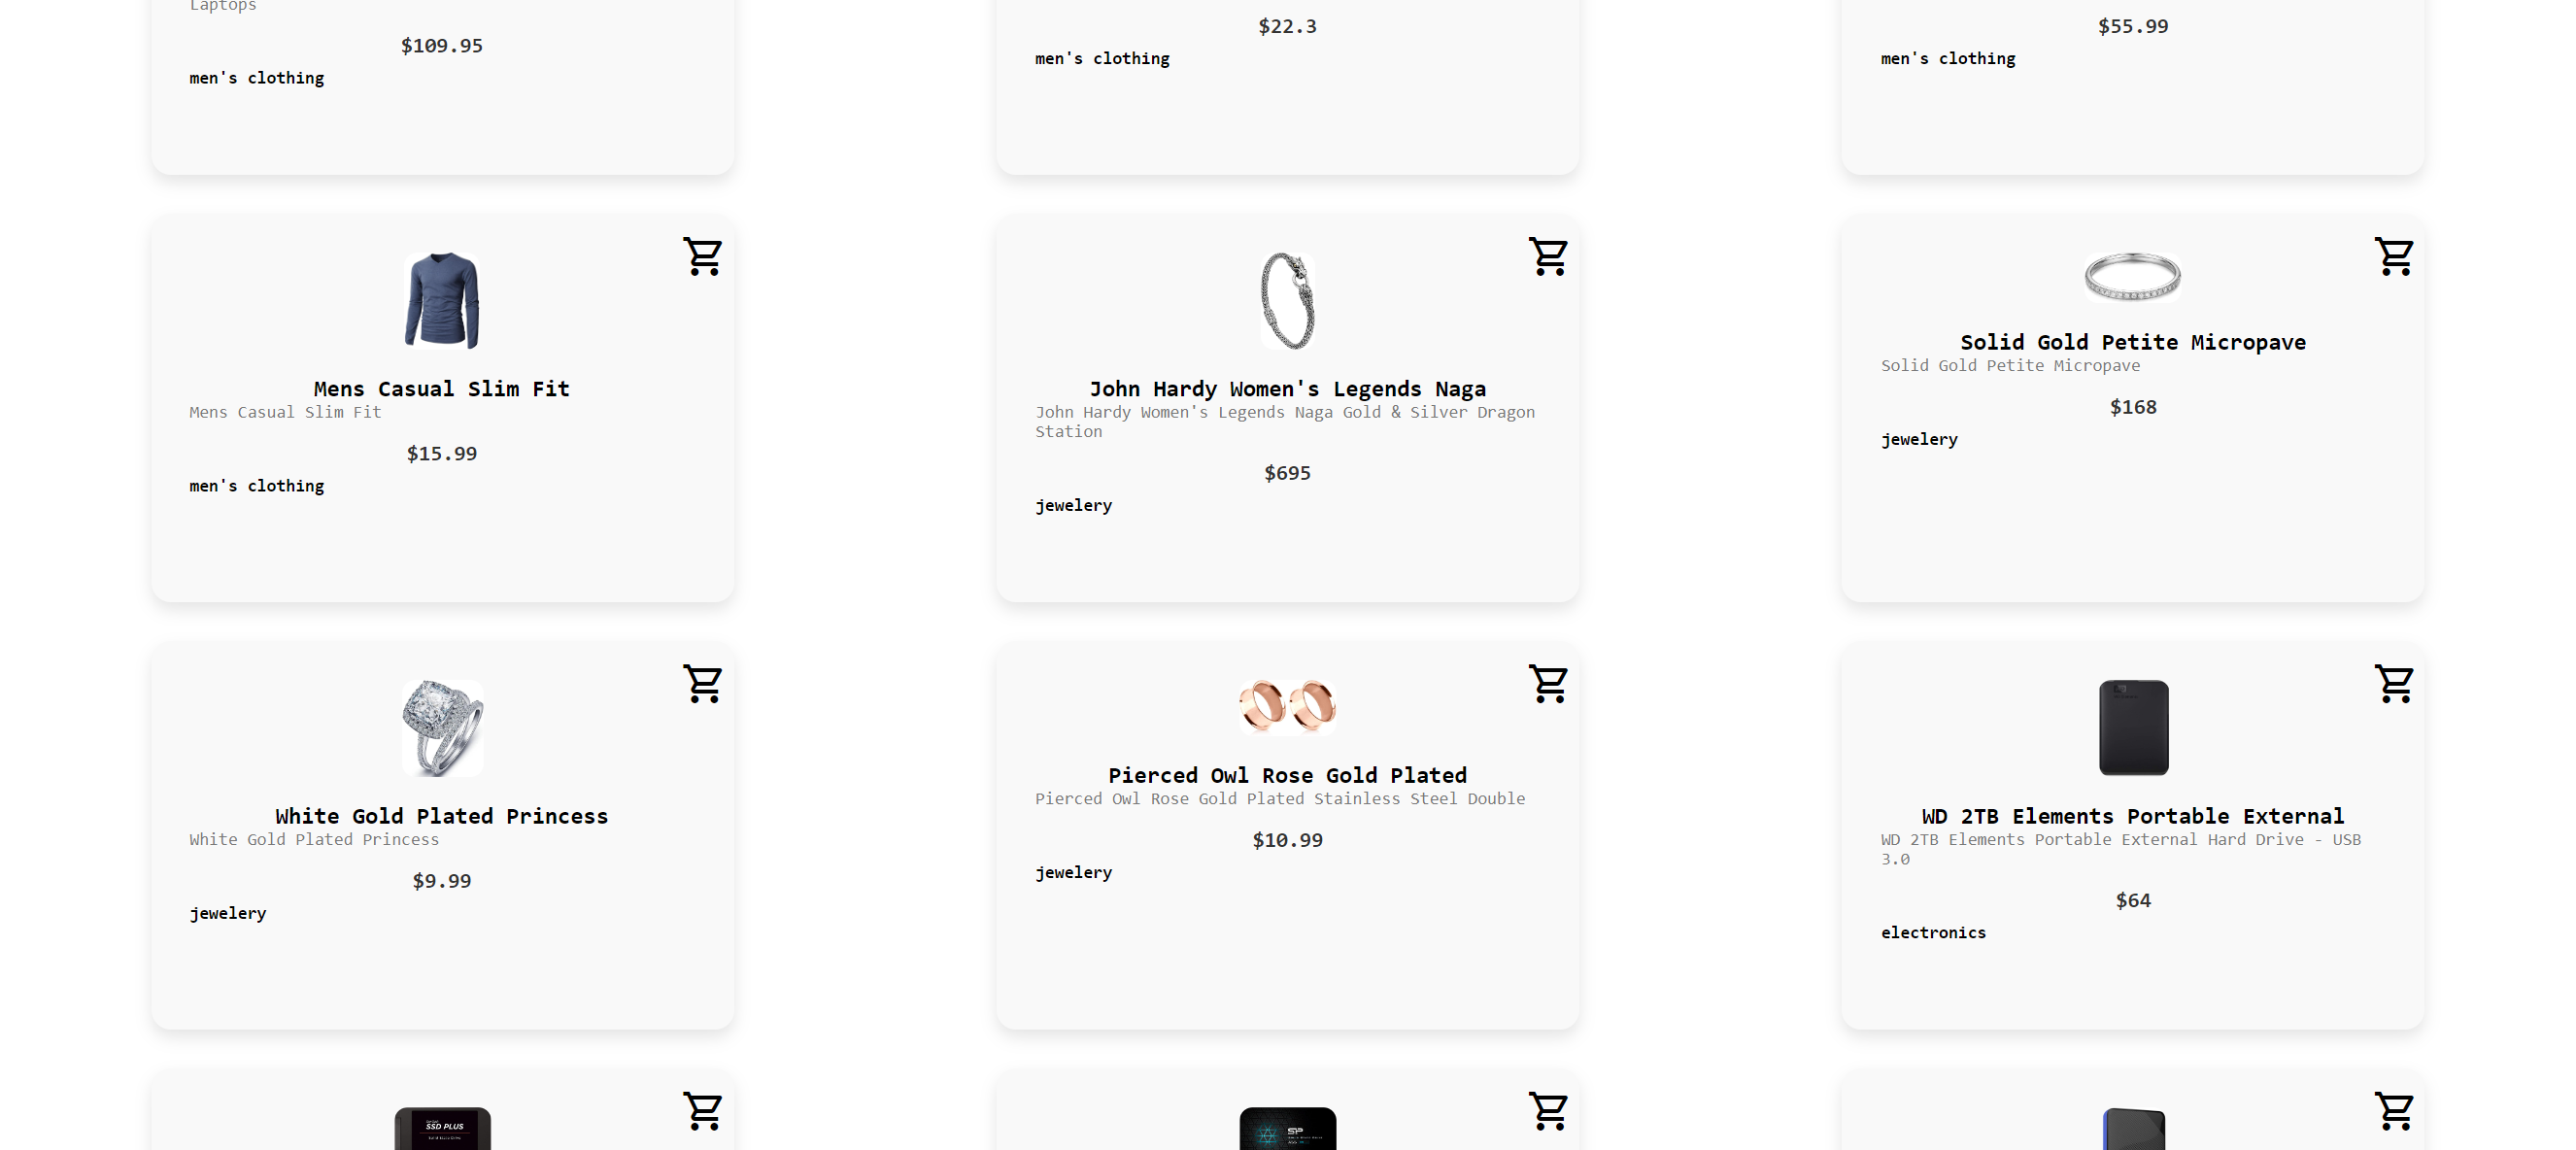 Laptops
$109.95
men's clothing
$22.3
men's clothing
$55.99
men's clothing
Mens Casual Slim Fit
Mens Casual Slim Fit
$15.99
men's clothing
John Hardy Women's Legends Naga
John Hardy Women's Legends Naga Gold & Silver Dragon
Station
$695
jewelery
Solid Gold Petite Micropave
Solid Gold Petite Micropave
$168
jewelery
White Gold Plated Princess
White Gold Plated Princess
$9.99
jewelery
Pierced Owl Rose Gold Plated
Pierced Owl Rose Gold Plated Stainless Steel Double
$10.99
jewelery
WD 2TB Elements Portable External
WD 2TB Elements Portable External Hard Drive - USB
3.0
$64
electronics
SSD PLUS
SP